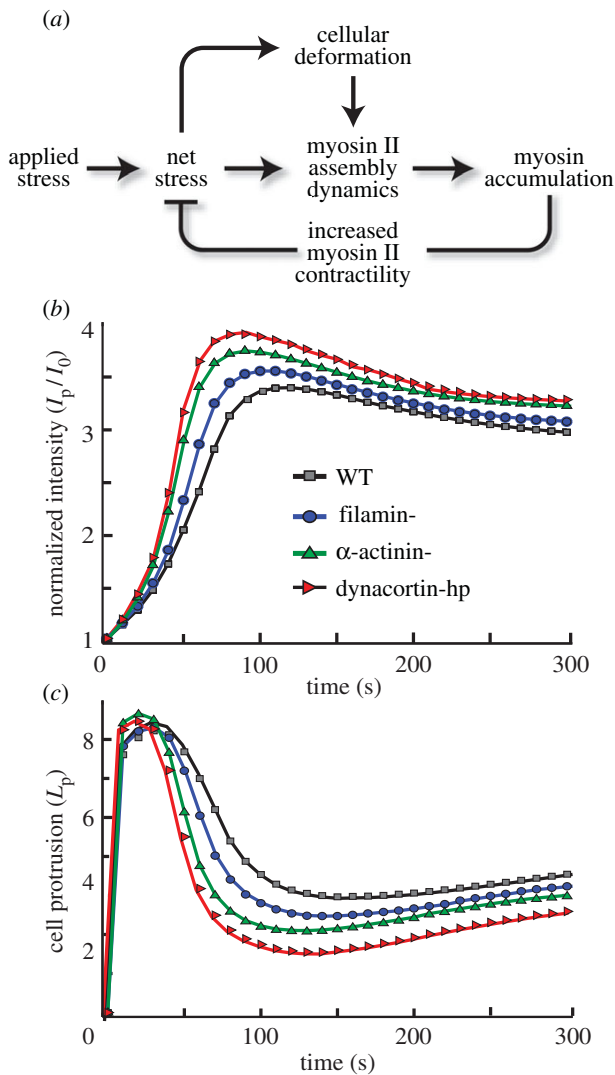 (a)
cellular
deformation
applied
stress
net
stress
myosin II
assembly
dynamics
myosin
accumulation
increased
myosin II
contractility
(b)
normalized intensity (Ip/I0)
4
3
2
1
WT
filamin-
α-actinin-
dynacortin-hp
0 100 200 300
time (s)
(c)
cell protrusion (Lp)
8
6
4
2
0 100 200 300
time (s)